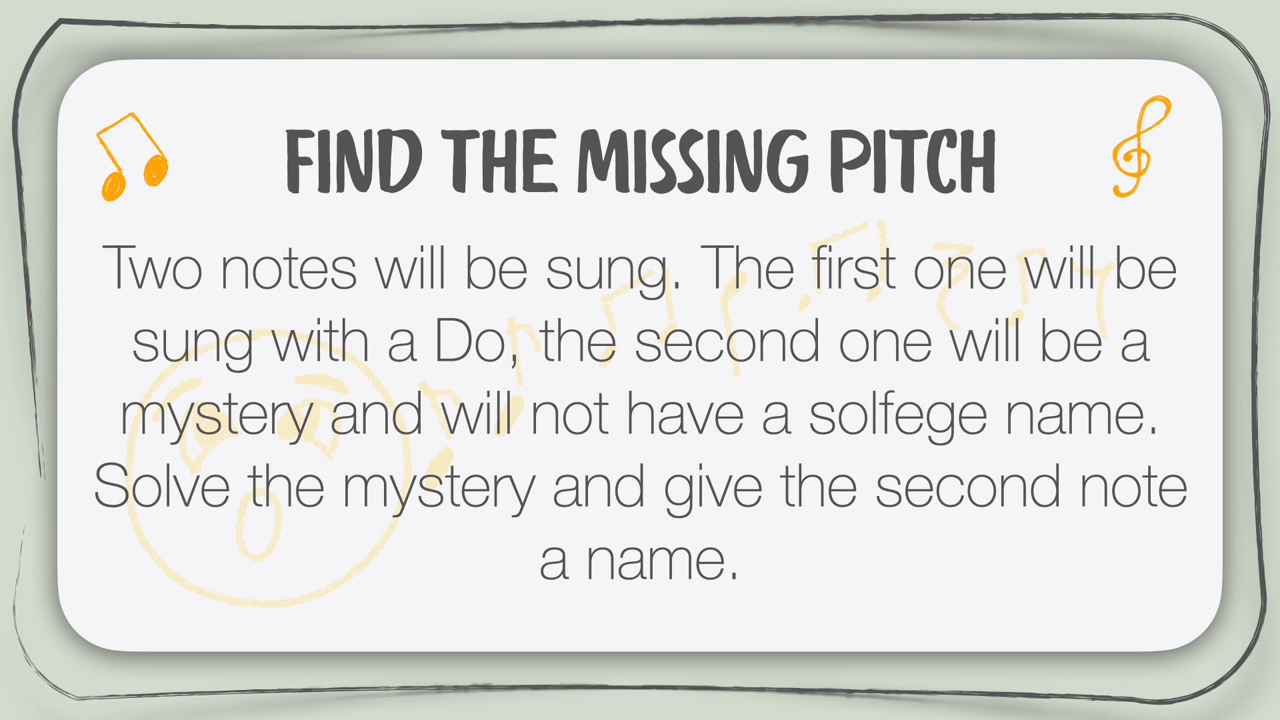 FIND THE MISSING PITCH
Two notes will be sung. The first one will be
sung with a Do, the second one will be a
mystery and will not have a solfege name.
Solve the mystery and give the second note
a name.